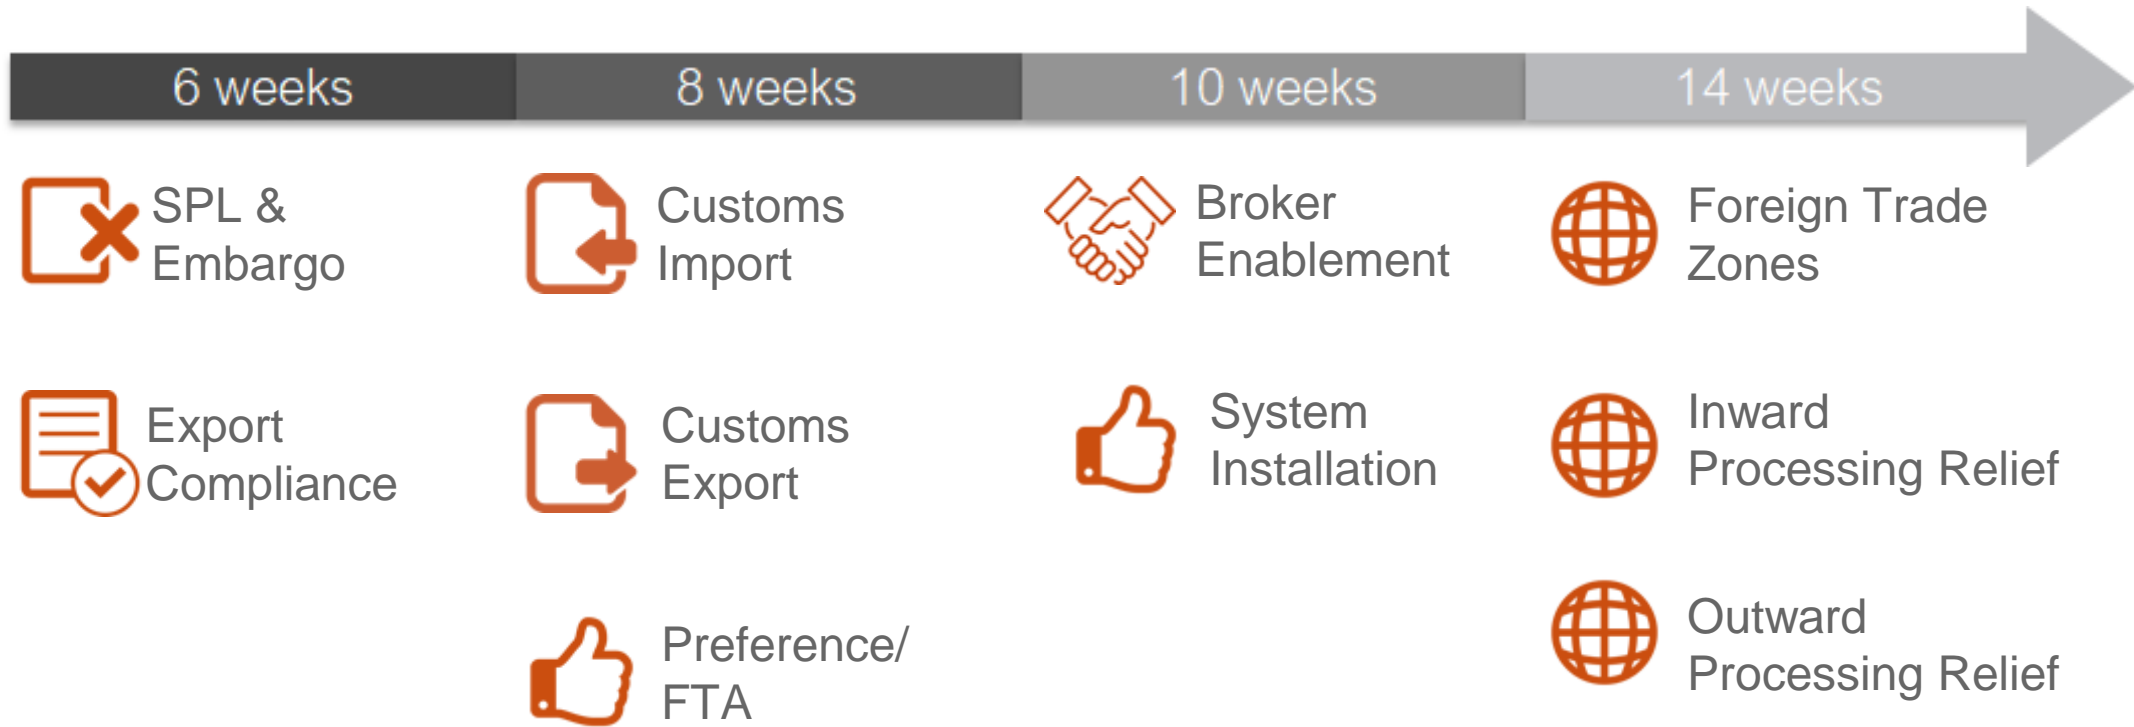 6 weeks
8 weeks
10 weeks
14 weeks
SPL &
Embargo
Customs
Import
Broker
Enablement
Foreign Trade
Zones
Export
Compliance
Customs
Export
System
Installation
Inward
Processing Relief
Preference/
FTA
Outward
Processing Relief